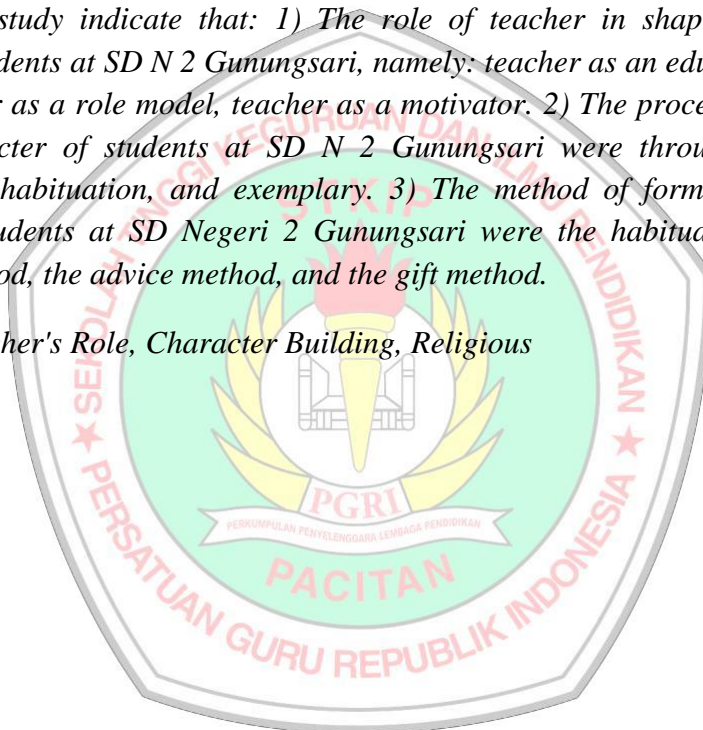 study indicate that: 1) The role of teacher in shap
dents at SD N 2 Gunungsari, namely: teacher as an edu
r as a role model, teacher as a motivator. 2) The proce
cter of students at SD N 2 Gunungsari were throu
habituation, and exemplary. 3) The method of form
udents at SD Negeri 2 Gunungsari were the habitua
od, the advice method, and the gift method.
her's Role, Character Building, Religious
SEKOLAH TINGGI KEGURUAN DAN ILMU PENDIDIKAN
STKIP
PGRI
PERKUMPULAN PENYELENGGARA LEMBAGA PENDIDIKAN
PACITAN
PERSATUAN GURU REPUBLIK INDONESIA